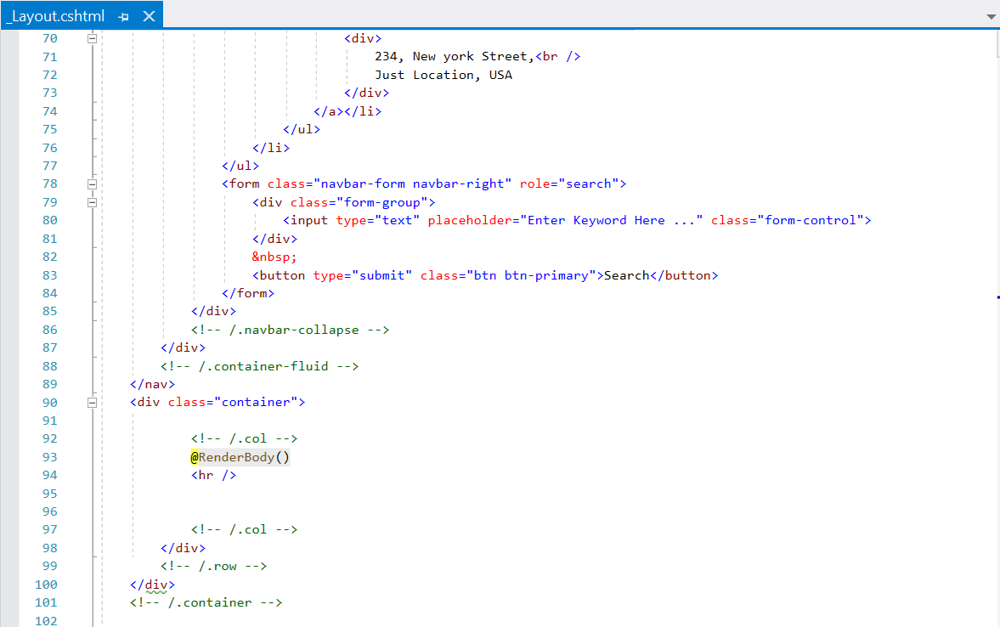 _Layout.cshtml
70 <div>
71 234, New york Street,<br />
72 Just Location, USA
73 </div>
74 </a></li>
75 </ul>
76 </li>
77 </ul>
78 <form class="navbar-form navbar-right" role="search">
79 <div class="form-group">
80 <input type="text" placeholder="Enter Keyword Here ..." class="form-control">
81 </div>
82 &nbsp;
83 <button type="submit" class="btn btn-primary">Search</button>
84 </form>
85 </div>
86 <!-- /.navbar-collapse -->
87 </div>
88 <!-- /.container-fluid -->
89 </nav>
90 <div class="container">
91
92 <!-- /.col -->
93 @RenderBody()
94 <hr />
95
96
97 <!-- /.col -->
98 </div>
99 <!-- /.row -->
100 </div>
101 <!-- /.container -->
102